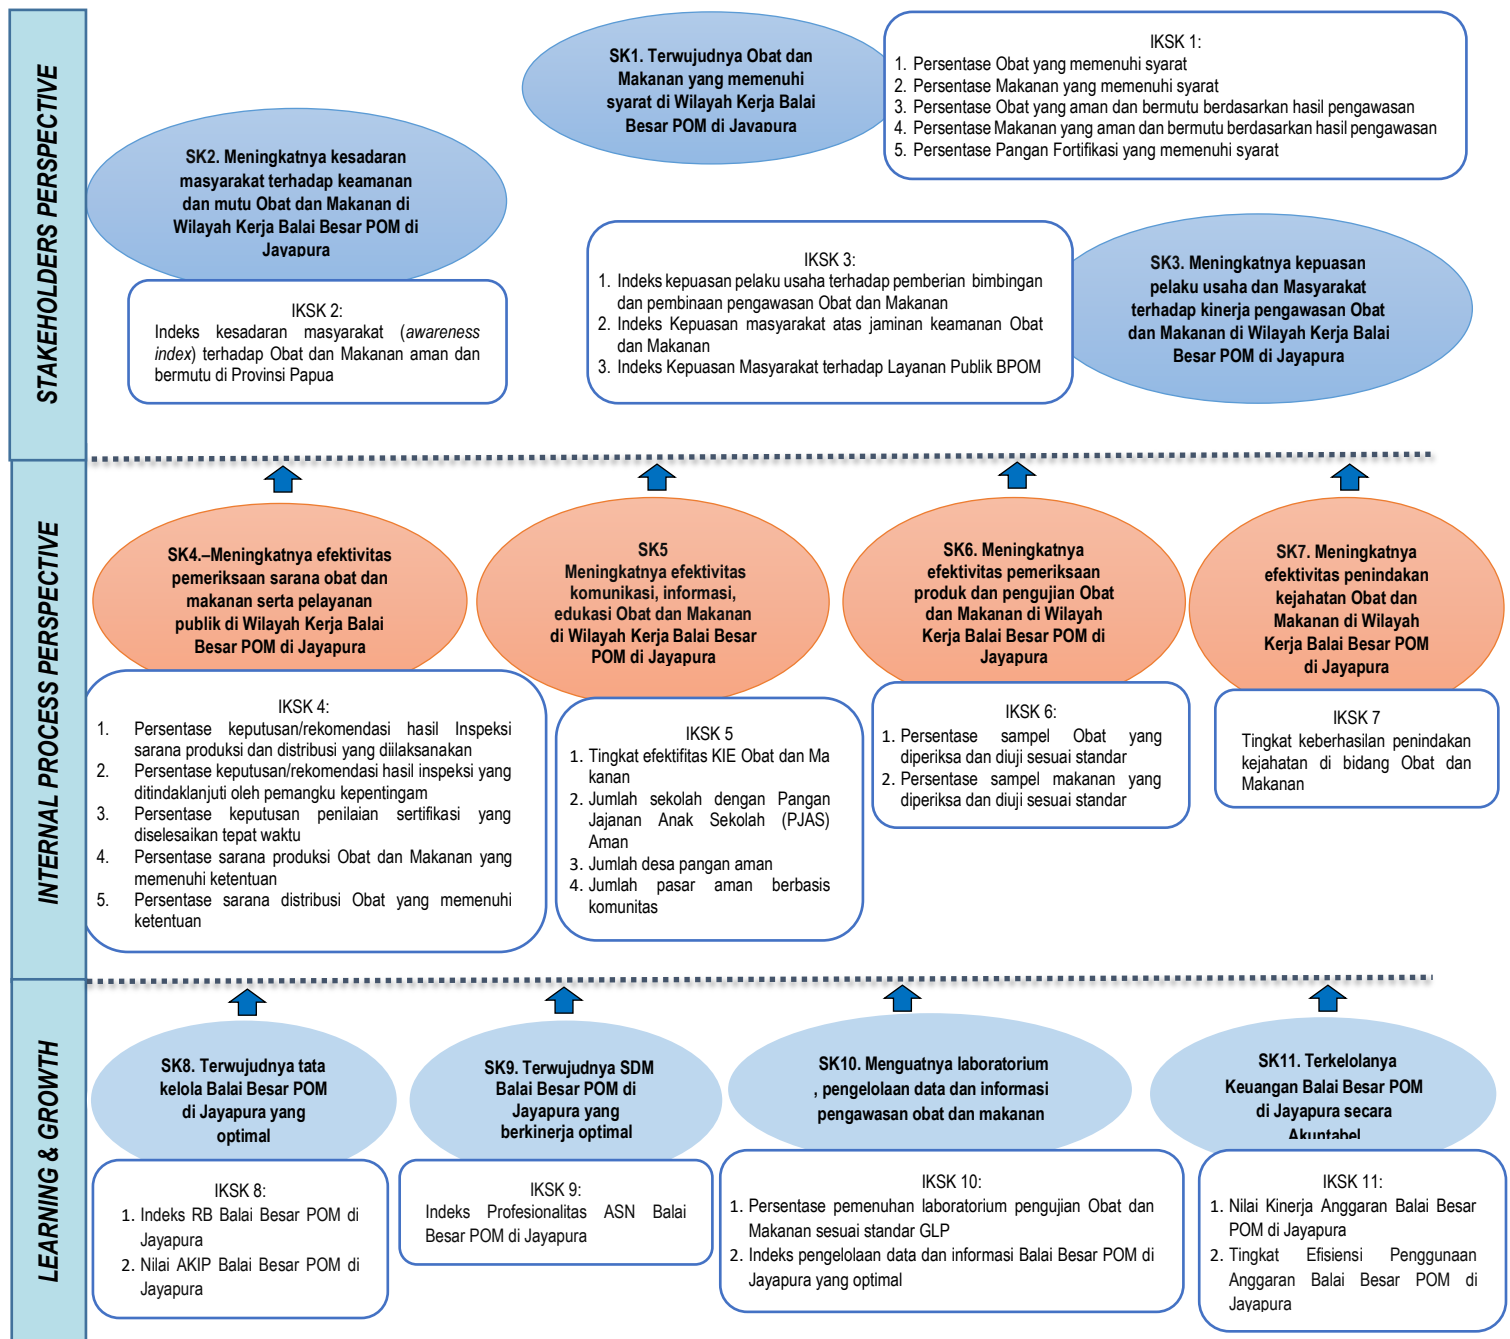 STAKEHOLDERS PERSPECTIVE
SK1. Terwujudnya Obat dan
Makanan yang memenuhi
syarat di Wilayah Kerja Balai
Besar POM di Jayapura
IKSK 1:
1. Persentase Obat yang memenuhi syarat
2. Persentase Makanan yang memenuhi syarat
3. Persentase Obat yang aman dan bermutu berdasarkan hasil pengawasan
4. Persentase Makanan yang aman dan bermutu berdasarkan hasil pengawasan
5. Persentase Pangan Fortifikasi yang memenuhi syarat
SK2. Meningkatnya kesadaran
masyarakat terhadap keamanan
dan mutu Obat dan Makanan di
Wilayah Kerja Balai Besar POM di
Jayapura
IKSK 2:
Indeks kesadaran masyarakat (awareness
index) terhadap Obat dan Makanan aman dan
bermutu di Provinsi Papua
IKSK 3:
1. Indeks kepuasan pelaku usaha terhadap pemberian bimbingan
dan pembinaan pengawasan Obat dan Makanan
2. Indeks Kepuasan masyarakat atas jaminan keamanan Obat
dan Makanan
3. Indeks Kepuasan Masyarakat terhadap Layanan Publik BPOM
SK3. Meningkatnya kepuasan
pelaku usaha dan Masyarakat
terhadap kinerja pengawasan Obat
dan Makanan di Wilayah Kerja Balai
Besar POM di Jayapura
INTERNAL PROCESS PERSPECTIVE
SK4.–Meningkatnya efektivitas
pemeriksaan sarana obat dan
makanan serta pelayanan
publik di Wilayah Kerja Balai
Besar POM di Jayapura
IKSK 4:
1. Persentase keputusan/rekomendasi hasil Inspeksi
sarana produksi dan distribusi yang diilaksanakan
2. Persentase keputusan/rekomendasi hasil inspeksi yang
ditindaklanjuti oleh pemangku kepentingam
3. Persentase keputusan penilaian sertifikasi yang
diselesaikan tepat waktu
4. Persentase sarana produksi Obat dan Makanan yang
memenuhi ketentuan
5. Persentase sarana distribusi Obat yang memenuhi
ketentuan
SK5
Meningkatnya efektivitas
komunikasi, informasi,
edukasi Obat dan Makanan
di Wilayah Kerja Balai Besar
POM di Jayapura
IKSK 5
1. Tingkat efektifitas KIE Obat dan Ma
kanan
2. Jumlah sekolah dengan Pangan
Jajanan Anak Sekolah (PJAS)
Aman
3. Jumlah desa pangan aman
4. Jumlah pasar aman berbasis
komunitas
SK6. Meningkatnya
efektivitas pemeriksaan
produk dan pengujian Obat
dan Makanan di Wilayah
Kerja Balai Besar POM di
Jayapura
IKSK 6:
1. Persentase sampel Obat yang
diperiksa dan diuji sesuai standar
2. Persentase sampel makanan yang
diperiksa dan diuji sesuai standar
SK7. Meningkatnya
efektivitas penindakan
kejahatan Obat dan
Makanan di Wilayah
Kerja Balai Besar POM
di Jayapura
IKSK 7
Tingkat keberhasilan penindakan
kejahatan di bidang Obat dan
Makanan
LEARNING & GROWTH
SK8. Terwujudnya tata
kelola Balai Besar POM
di Jayapura yang
optimal
IKSK 8:
1. Indeks RB Balai Besar POM di
Jayapura
2. Nilai AKIP Balai Besar POM di
Jayapura
SK9. Terwujudnya SDM
Balai Besar POM di
Jayapura yang
berkinerja optimal
IKSK 9:
Indeks Profesionalitas ASN Balai
Besar POM di Jayapura
SK10. Menguatnya laboratorium
, pengelolaan data dan informasi
pengawasan obat dan makanan
IKSK 10:
1. Persentase pemenuhan laboratorium pengujian Obat dan
Makanan sesuai standar GLP
2. Indeks pengelolaan data dan informasi Balai Besar POM di
Jayapura yang optimal
SK11. Terkelolanya
Keuangan Balai Besar POM
di Jayapura secara
Akuntabel
IKSK 11:
1. Nilai Kinerja Anggaran Balai Besar
POM di Jayapura
2. Tingkat Efisiensi Penggunaan
Anggaran Balai Besar POM di
Jayapura